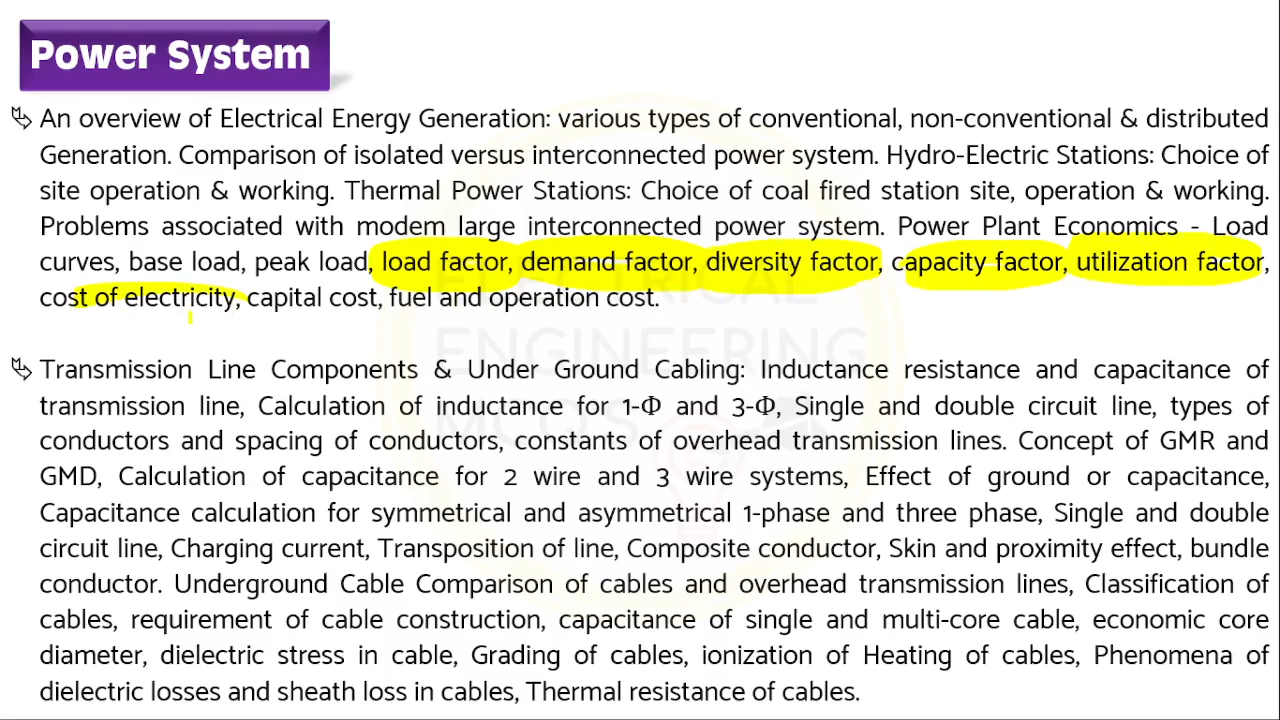 Power System
An overview of Electrical Energy Generation: various types of conventional, non-conventional & distributed
Generation. Comparison of isolated versus interconnected power system. Hydro-Electric Stations: Choice of
site operation & working. Thermal Power Stations: Choice of coal fired station site, operation & working.
Problems associated with modem large interconnected power system. Power Plant Economics - Load
curves, base load, peak load, load factor, demand factor, diversity factor, capacity factor, utilization factor,
cost of electricity, capital cost, fuel and operation cost.
Transmission Line Components & Under Ground Cabling: Inductance resistance and capacitance of
transmission line, Calculation of inductance for 1-Φ and 3-Φ, Single and double circuit line, types of
conductors and spacing of conductors, constants of overhead transmission lines. Concept of GMR and
GMD, Calculation of capacitance for 2 wire and 3 wire systems, Effect of ground or capacitance,
Capacitance calculation for symmetrical and asymmetrical 1-phase and three phase, Single and double
circuit line, Charging current, Transposition of line, Composite conductor, Skin and proximity effect, bundle
conductor. Underground Cable Comparison of cables and overhead transmission lines, Classification of
cables, requirement of cable construction, capacitance of single and multi-core cable, economic core
diameter, dielectric stress in cable, Grading of cables, ionization of Heating of cables, Phenomena of
dielectric losses and sheath loss in cables, Thermal resistance of cables.
ELECTRICAL
ENGINEERING
MCQ'S